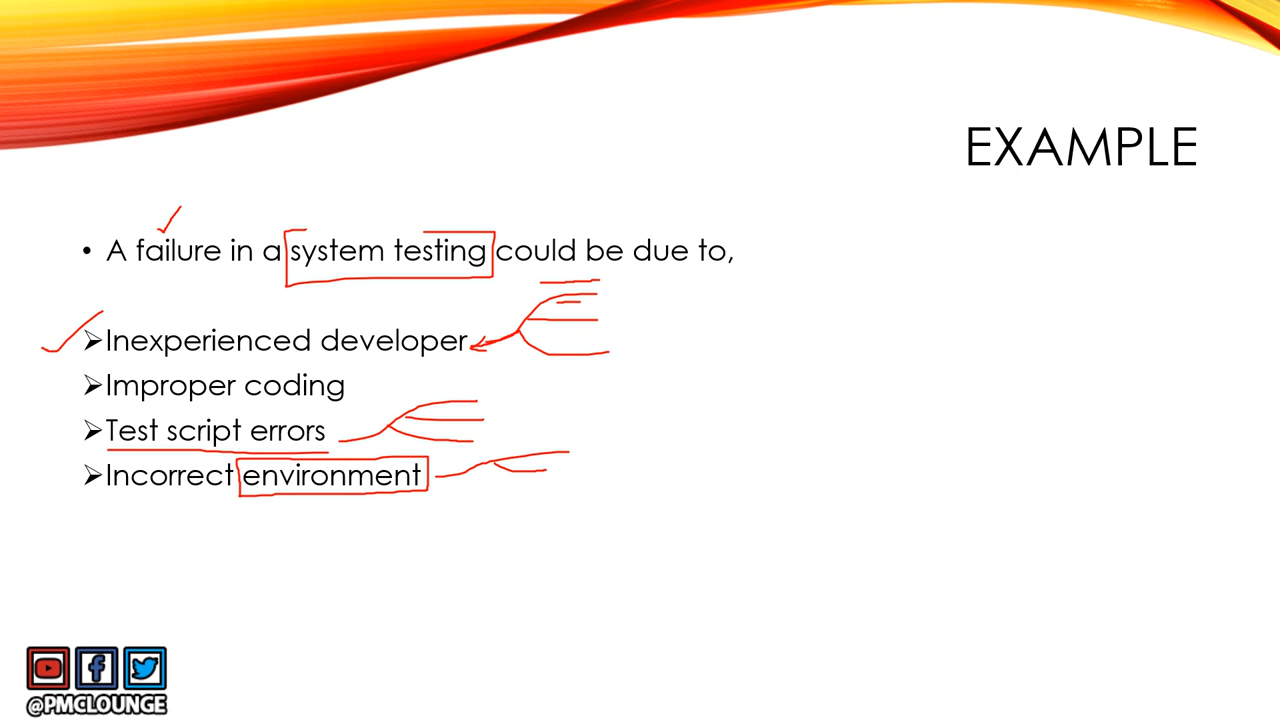 EXAMPLE
• A failure in a system testing could be due to,
➢Inexperienced developer
➢Improper coding
➢Test script errors
➢Incorrect environment
@PMCLOUNGE